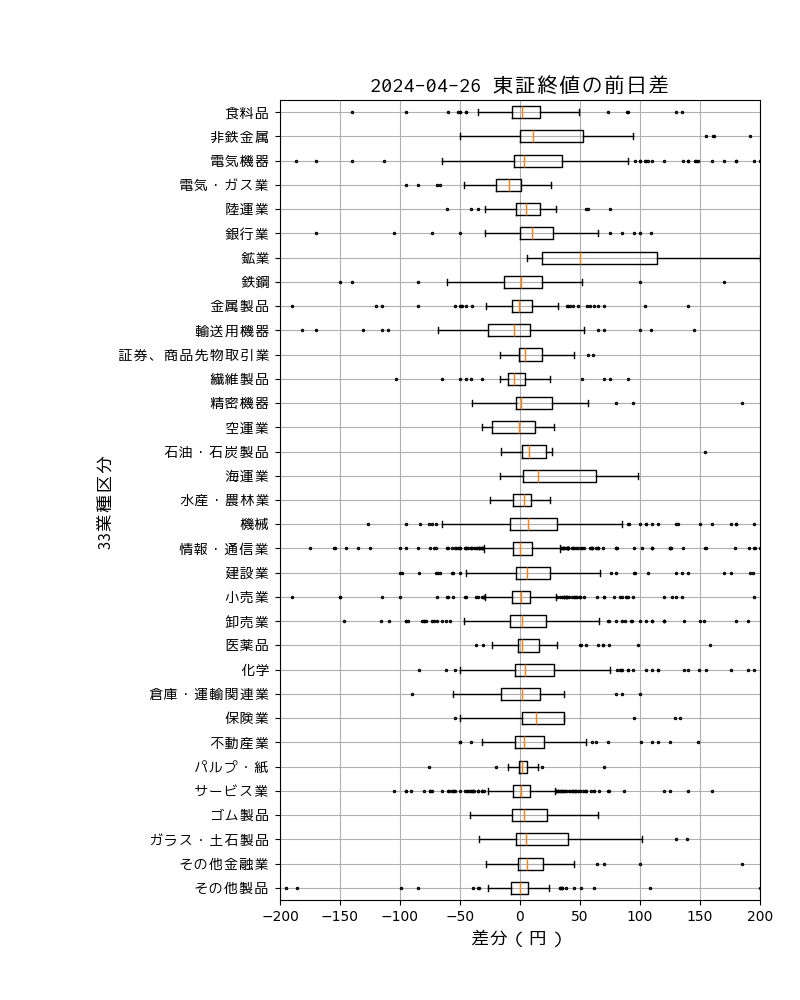 2024-04-26 東証終値の前日差
食料品
非鉄金属
電気機器
電気・ガス業
陸運業
銀行業
鉱業
鉄鋼
金属製品
輸送用機器
証券、商品先物取引業
繊維製品
精密機器
空運業
石油・石炭製品
海運業
水産・農林業
機械
情報・通信業
建設業
小売業
卸売業
医薬品
化学
倉庫・運輸関連業
保険業
不動産業
パルプ・紙
サービス業
ゴム製品
ガラス・土石製品
その他金融業
その他製品
33業種区分
−200 −150 −100 −50 0 50 100 150 200
差分(円)